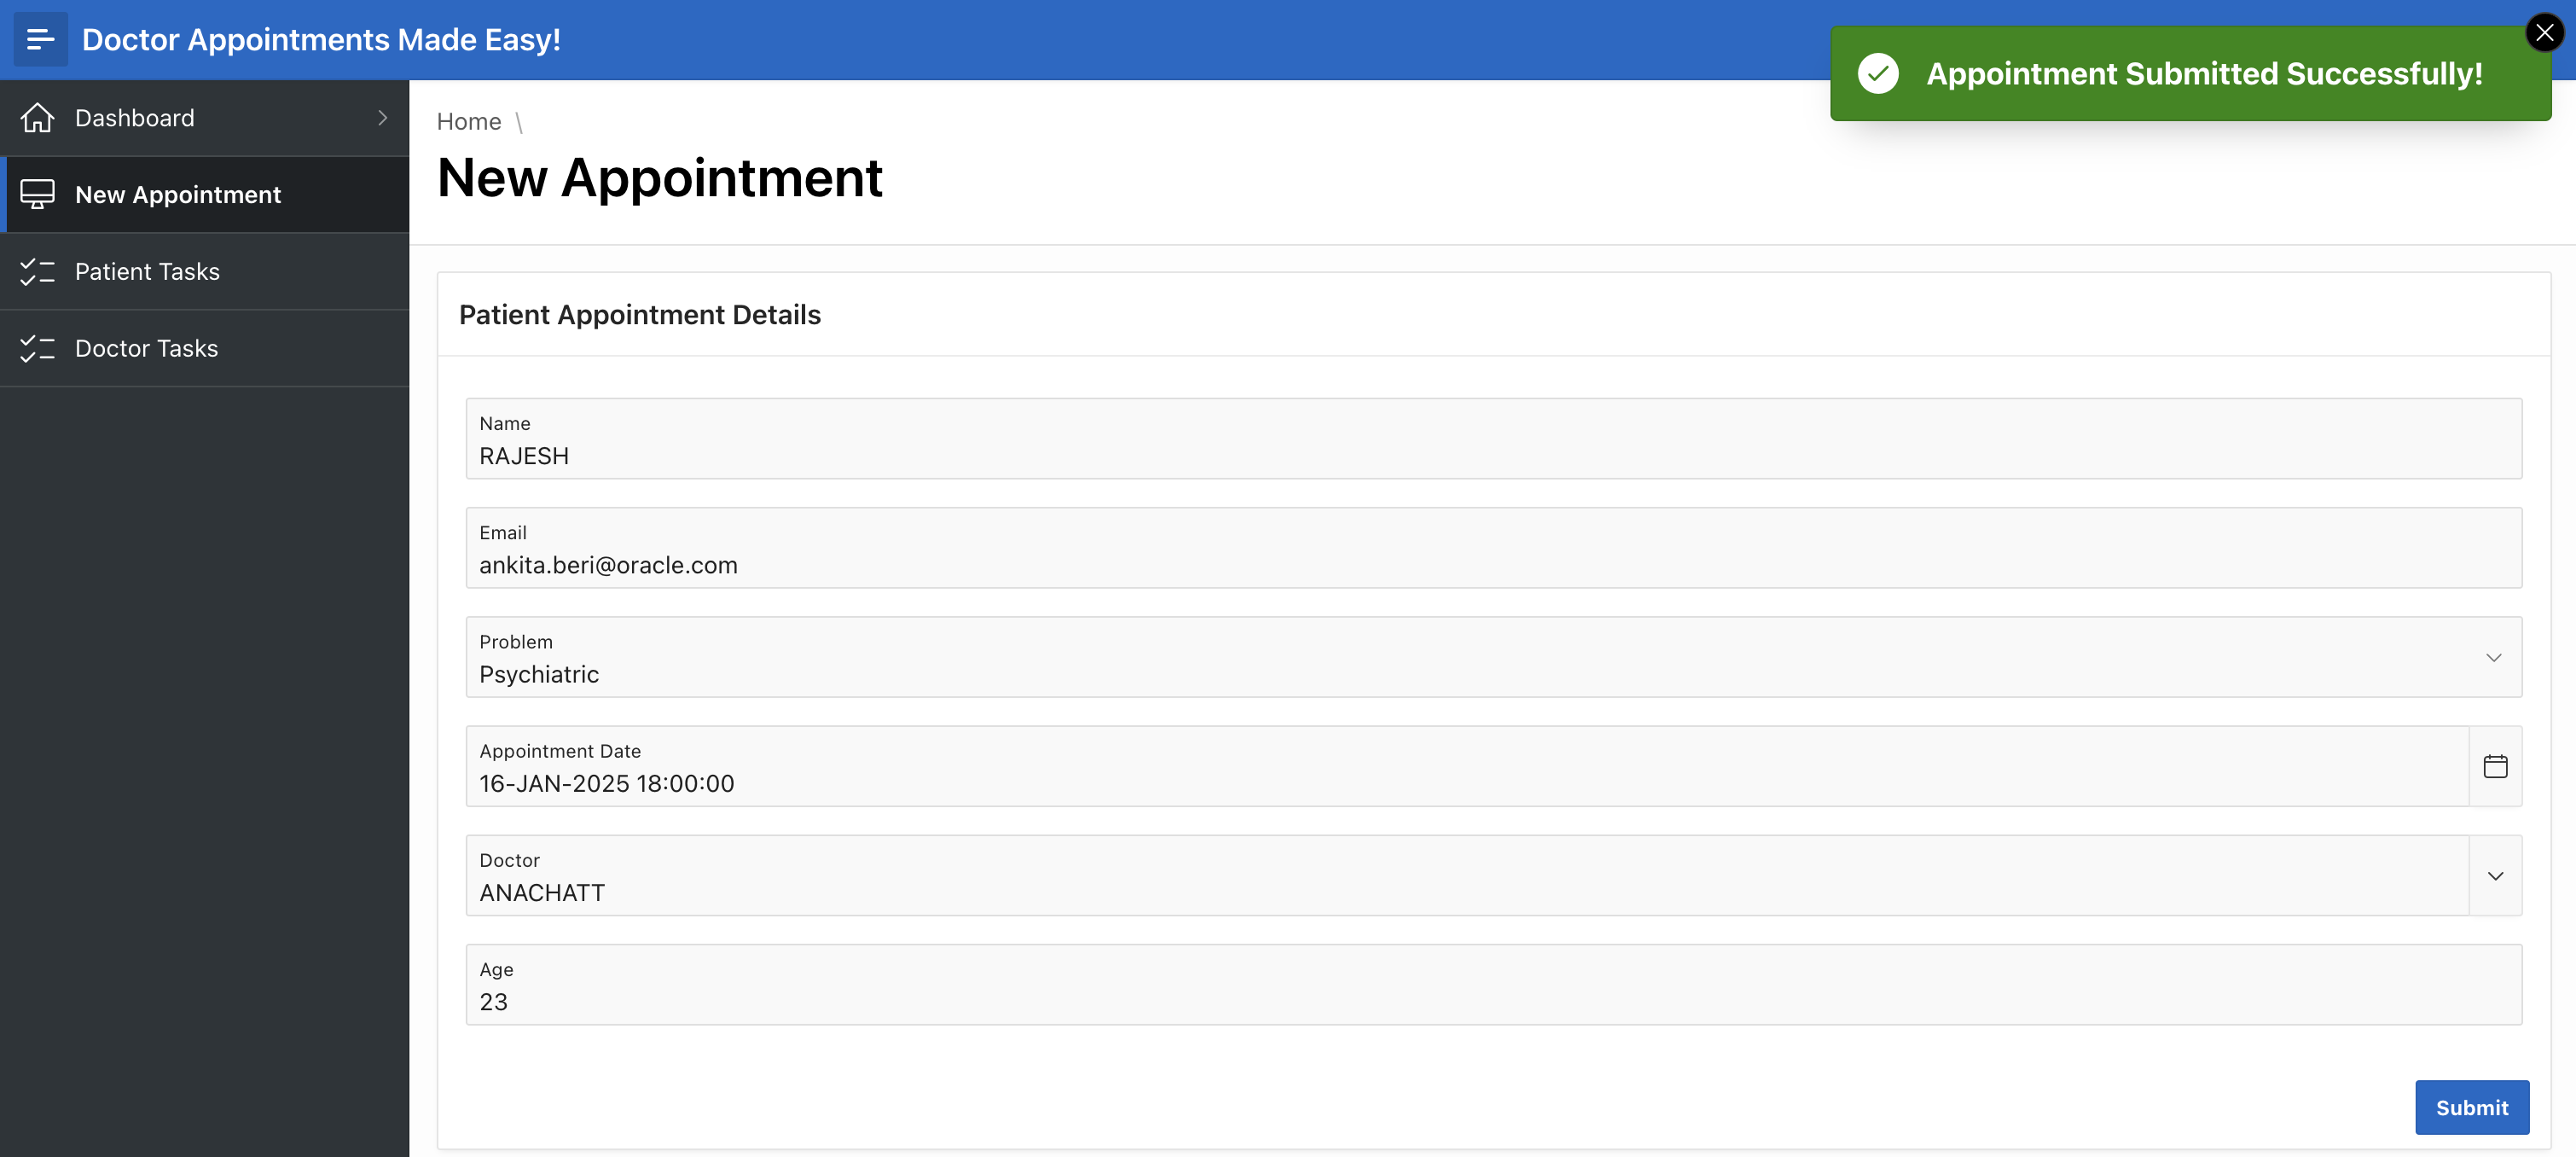 Doctor Appointments Made Easy!
Appointment Submitted Successfully!
Dashboard
New Appointment
Patient Tasks
Doctor Tasks
Home \
New Appointment
Patient Appointment Details
Name
RAJESH
Email
ankita.beri@oracle.com
Problem
Psychiatric
Appointment Date
16-JAN-2025 18:00:00
Doctor
ANACHATT
Age
23
Submit